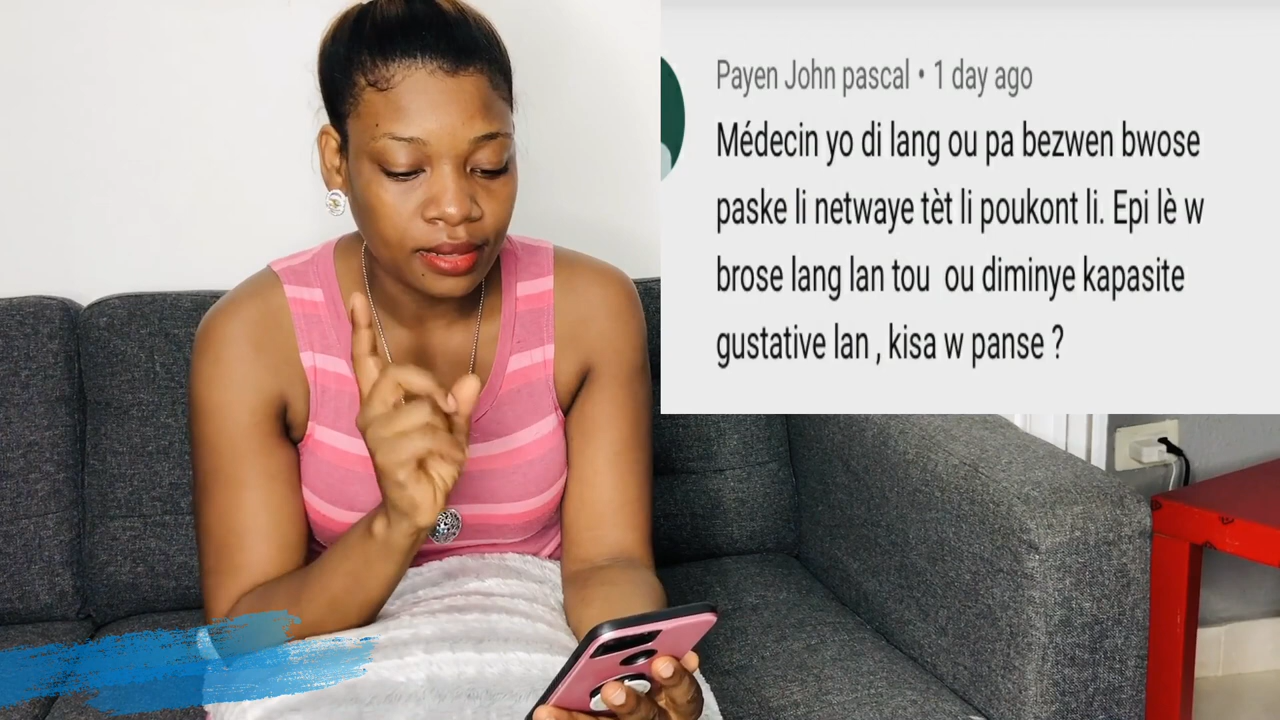 Payen John pascal • 1 day ago
Médecin yo di lang ou pa bezwen bwose
paske li netwaye tèt li poukont li. Epi lè w
brose lang lan tou ou diminye kapasite
gustative lan , kisa w panse ?